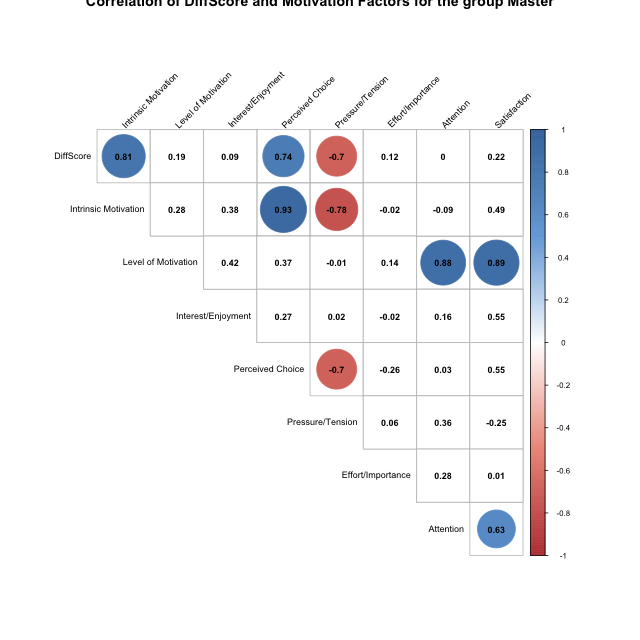 Correlation of DiffScore and Motivation Factors for the group Master
Intrinsic Motivation
Level of Motivation
Interest/Enjoyment
Perceived Choice
Pressure/Tension
Effort/Importance
Attention
Satisfaction
DiffScore 0.81 0.19 0.09 0.74 -0.7 0.12 0 0.22
Intrinsic Motivation 0.28 0.38 0.93 -0.78 -0.02 -0.09 0.49
Level of Motivation 0.42 0.37 -0.01 0.14 0.88 0.89
Interest/Enjoyment 0.27 0.02 -0.02 0.16 0.55
Perceived Choice -0.7 -0.26 0.03 0.55
Pressure/Tension 0.06 0.36 -0.25
Effort/Importance 0.28 0.01
Attention 0.63
1
0.8
0.6
0.4
0.2
0
-0.2
-0.4
-0.6
-0.8
-1